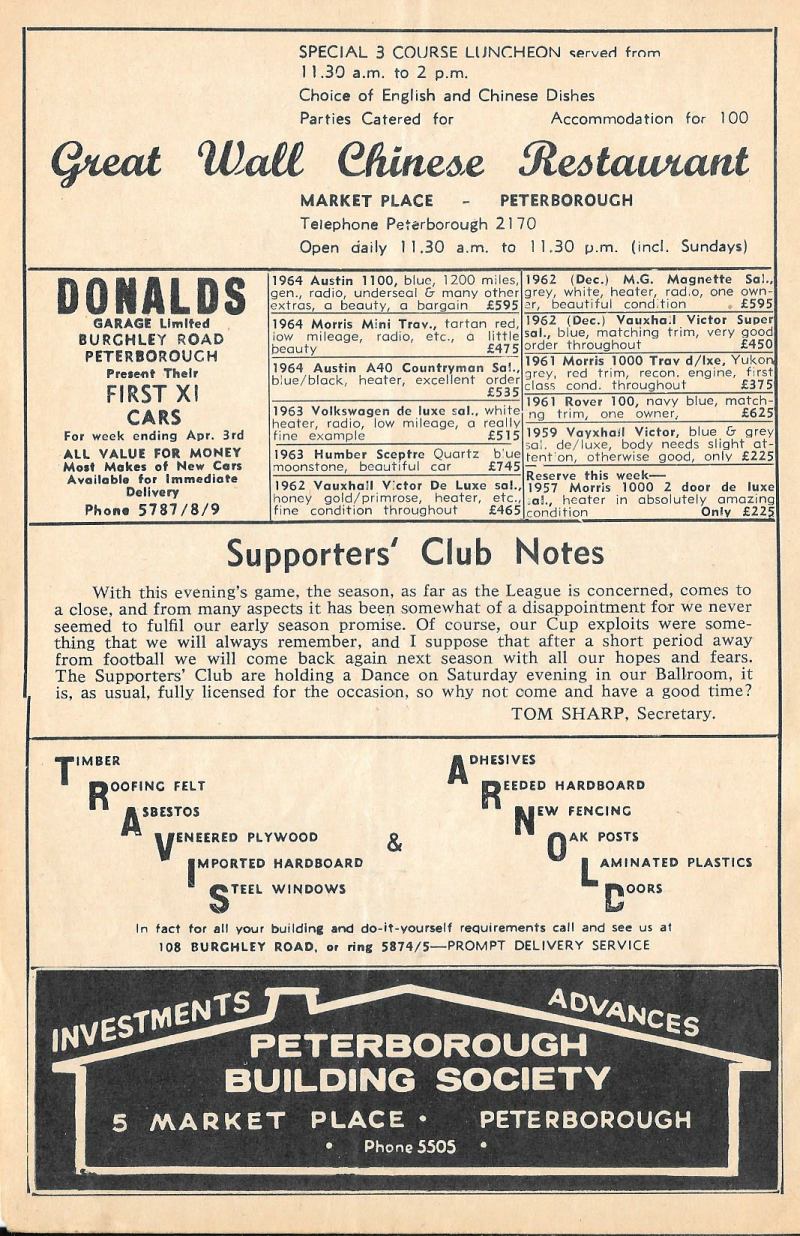 SPECIAL 3 COURSE LUNCHEON served from
11.30 a.m. to 2 p.m.
Choice of English and Chinese Dishes
Parties Catered for Accommodation for 100
Great Wall Chinese Restaurant
MARKET PLACE - PETERBOROUGH
Telephone Peterborough 2170
Open daily 11.30 a.m. to 11.30 p.m. (incl. Sundays)
DONALDS
GARAGE Limited
BURGHLEY ROAD
PETERBOROUGH
Present Their
FIRST XI
CARS
For week ending Apr. 3rd
ALL VALUE FOR MONEY
Most Makes of New Cars
Available for Immediate
Delivery
Phone 5787/8/9
1964 Austin 1100, blue, 1200 miles,
gen., radio, underseal & many other
extras, a beauty, a bargain £595
1964 Morris Mini Trav., tartan red,
low mileage, radio, etc., a little
beauty £475
1964 Austin A40 Countryman Sal.,
blue/black, heater, excellent order
£535
1963 Volkswagen de luxe sal., white
heater, radio, low mileage, a really
fine example £515
1963 Humber Sceptre Quartz b'ue
moonstone, beautiful car £745
1962 Vauxhall Victor De Luxe sal.,
honey gold/primrose, heater, etc.,
fine condition throughout £465
1962 (Dec.) M.G. Magnette Sal.,
grey, white, heater, radio, one own-
er, beautiful condition £595
1962 (Dec.) Vauxhall Victor Super
sal., blue, matching trim, very good
order throughout £450
1961 Morris 1000 Trav d/lxe, Yukon
grey, red trim, recon. engine, first
class cond. throughout £375
1961 Rover 100, navy blue, match-
ng trim, one owner, £625
1959 Vayxhall Victor, blue & grey
sal. de/luxe, body needs slight at-
tent'on, otherwise good, only £225
Reserve this week—
1957 Morris 1000 2 door de luxe
sal., heater in absolutely amazing
condition Only £225
Supporters' Club Notes
With this evening's game, the season, as far as the League is concerned, comes to
a close, and from many aspects it has been somewhat of a disappointment for we never
seemed to fulfil our early season promise. Of course, our Cup exploits were some-
thing that we will always remember, and I suppose that after a short period away
from football we will come back again next season with all our hopes and fears.
The Supporters' Club are holding a Dance on Saturday evening in our Ballroom, it
is, as usual, fully licensed for the occasion, so why not come and have a good time?
TOM SHARP, Secretary.
TIMBER
ROOFING FELT
ASBESTOS
VENEERED PLYWOOD
IMPORTED HARDBOARD
STEEL WINDOWS
&
ADHESIVES
REEDED HARDBOARD
NEW FENCING
OAK POSTS
LAMINATED PLASTICS
DOORS
In fact for all your building and do-it-yourself requirements call and see us at
108 BURGHLEY ROAD, or ring 5874/5—PROMPT DELIVERY SERVICE
INVESTMENTS ADVANCES
PETERBOROUGH
BUILDING SOCIETY
5 MARKET PLACE • PETERBOROUGH
• Phone 5505 •